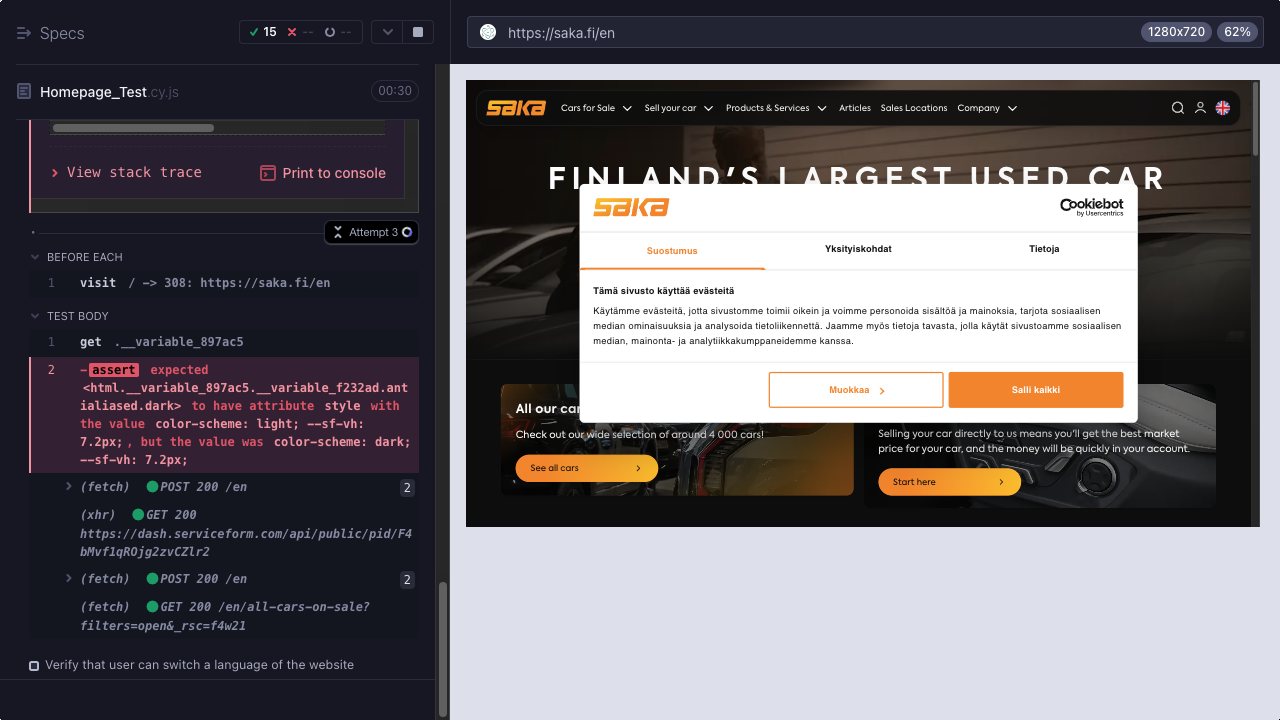 Specs
15
--
--
Homepage_Test.cy.js
00:30
View stack trace
Print to console
Attempt 3
BEFORE EACH
1 visit / -> 308: https://saka.fi/en
TEST BODY
1 get .__variable_897ac5
2 -assert expected
<html.__variable_897ac5.__variable_f232ad.ant
ialiased.dark> to have attribute style with
the value color-scheme: light; --sf-vh:
7.2px;, but the value was color-scheme: dark;
--sf-vh: 7.2px;
(fetch) POST 200 /en 2
(xhr) GET 200
https://dash.serviceform.com/api/public/pid/F4
bMvf1qROjg2zvCZlr2
(fetch) POST 200 /en 2
(fetch) GET 200 /en/all-cars-on-sale?
filters=open&_rsc=f4w21
Verify that user can switch a language of the website
https://saka.fi/en
1280x720
62%
saka
Cars for Sale
Sell your car
Products & Services
Articles
Sales Locations
Company
FINLAND'S LARGEST USED CAR
saka
Cookiebot
by Usercentrics
Suostumus
Yksityiskohdat
Tietoja
Tämä sivusto käyttää evästeitä
Käytämme evästeitä, jotta sivustomme toimii oikein ja voimme personoida sisältöä ja mainoksia, tarjota sosiaalisen
median ominaisuuksia ja analysoida tietoliikennettä. Jaamme myös tietoja tavasta, jolla käytät sivustoamme sosiaalisen
median, mainonta- ja analytiikkakumppaneidemme kanssa.
Muokkaa
Salli kaikki
All our car
Check out our wide selection of around 4 000 cars!
See all cars
Selling your car directly to us means you'll get the best market
price for your car, and the money will be quickly in your account.
Start here